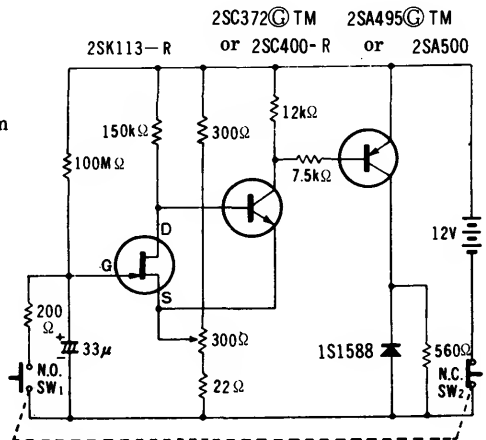 2SC372Ⓖ TM 2SA495Ⓖ TM
2SK113-R or 2SC400-R or 2SA500
m
150kΩ
300Ω
12kΩ
100MΩ
7.5kΩ
D
12V
G
S
200
Ω
+
-
33μ
300Ω
1S1588
560Ω
N.O.
SW1
22Ω
N.C.
SW2